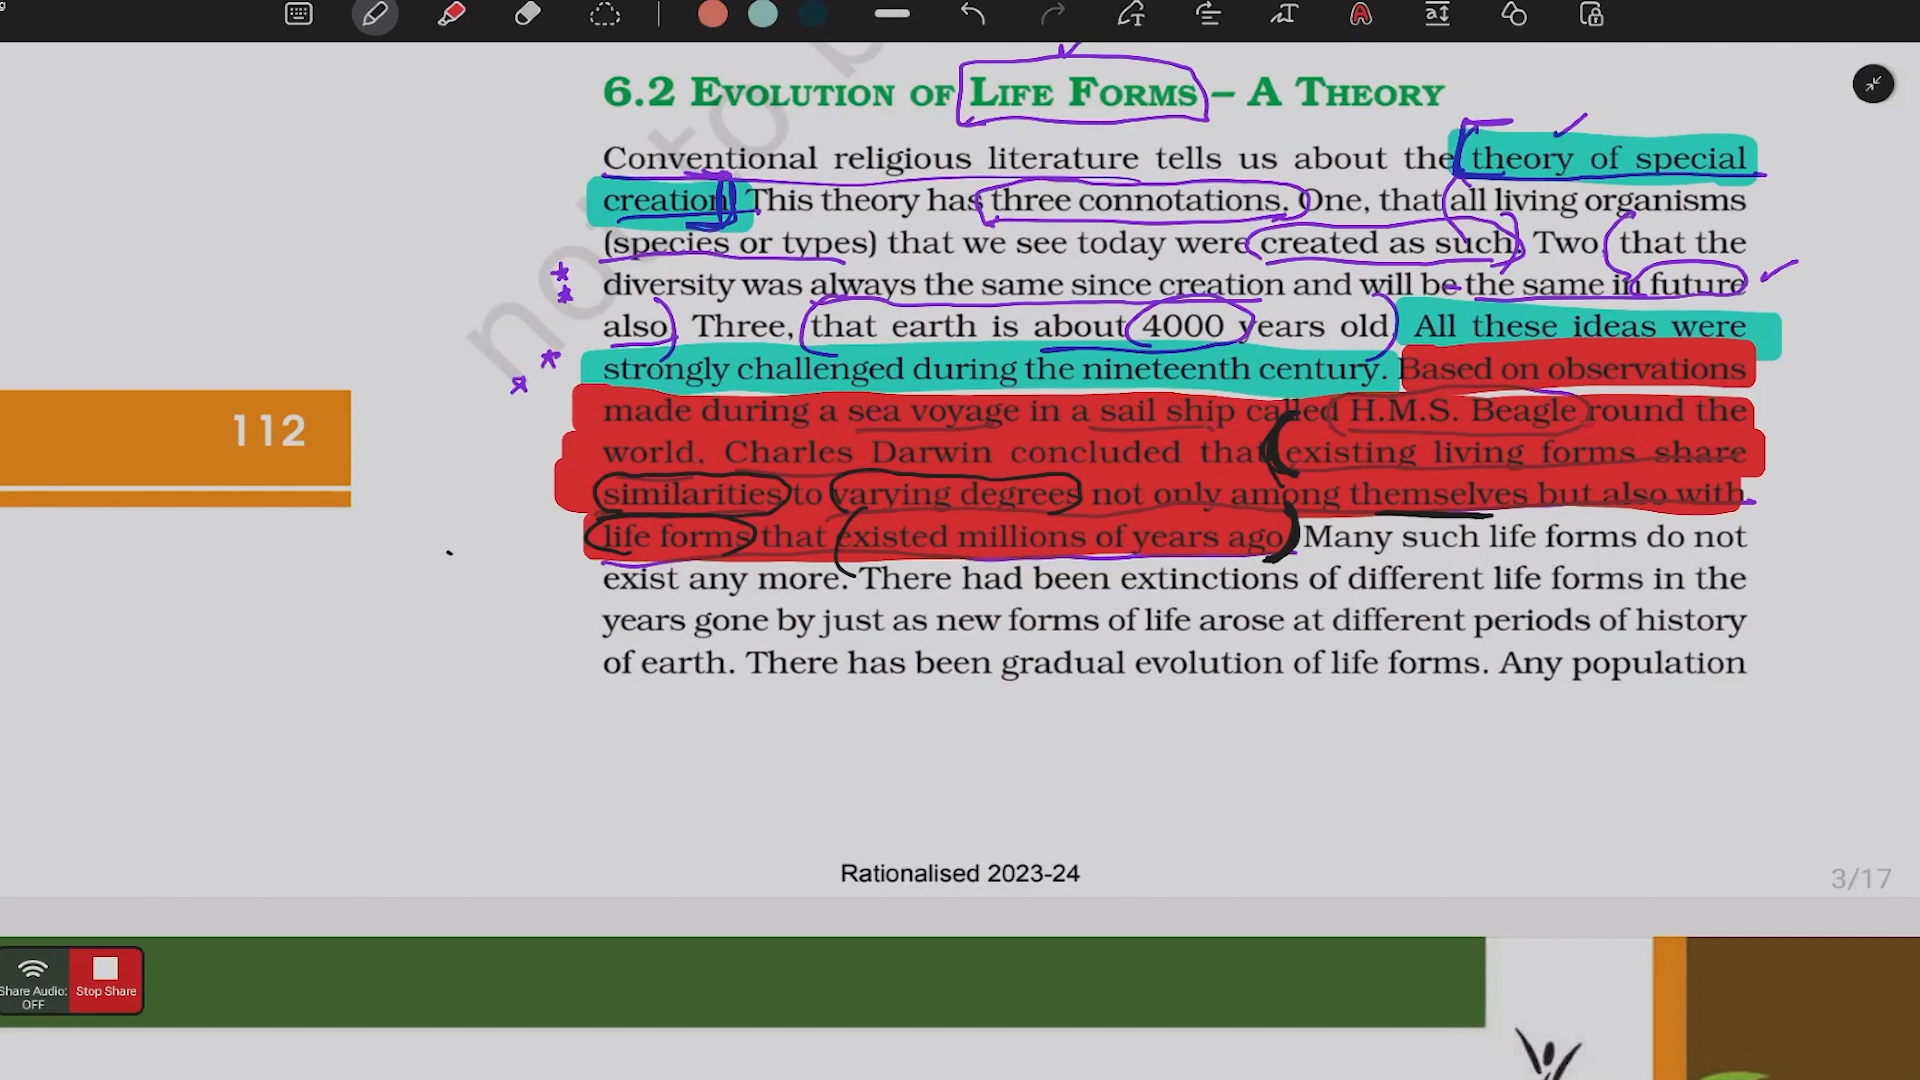 6.2 EVOLUTION OF LIFE FORMS – A THEORY
Conventional religious literature tells us about the theory of special
creation. This theory has three connotations. One, that all living organisms
(species or types) that we see today were created as such. Two, that the
diversity was always the same since creation and will be the same in future
also. Three, that earth is about 4000 years old. All these ideas were
strongly challenged during the nineteenth century. Based on observations
made during a sea voyage in a sail ship called H.M.S. Beagle round the
world, Charles Darwin concluded that existing living forms share
similarities to varying degrees not only among themselves but also with
life forms that existed millions of years ago. Many such life forms do not
exist any more. There had been extinctions of different life forms in the
years gone by just as new forms of life arose at different periods of history
of earth. There has been gradual evolution of life forms. Any population
112
not to b
Rationalised 2023-24
3/17
Share Audio:
OFF
Stop Share